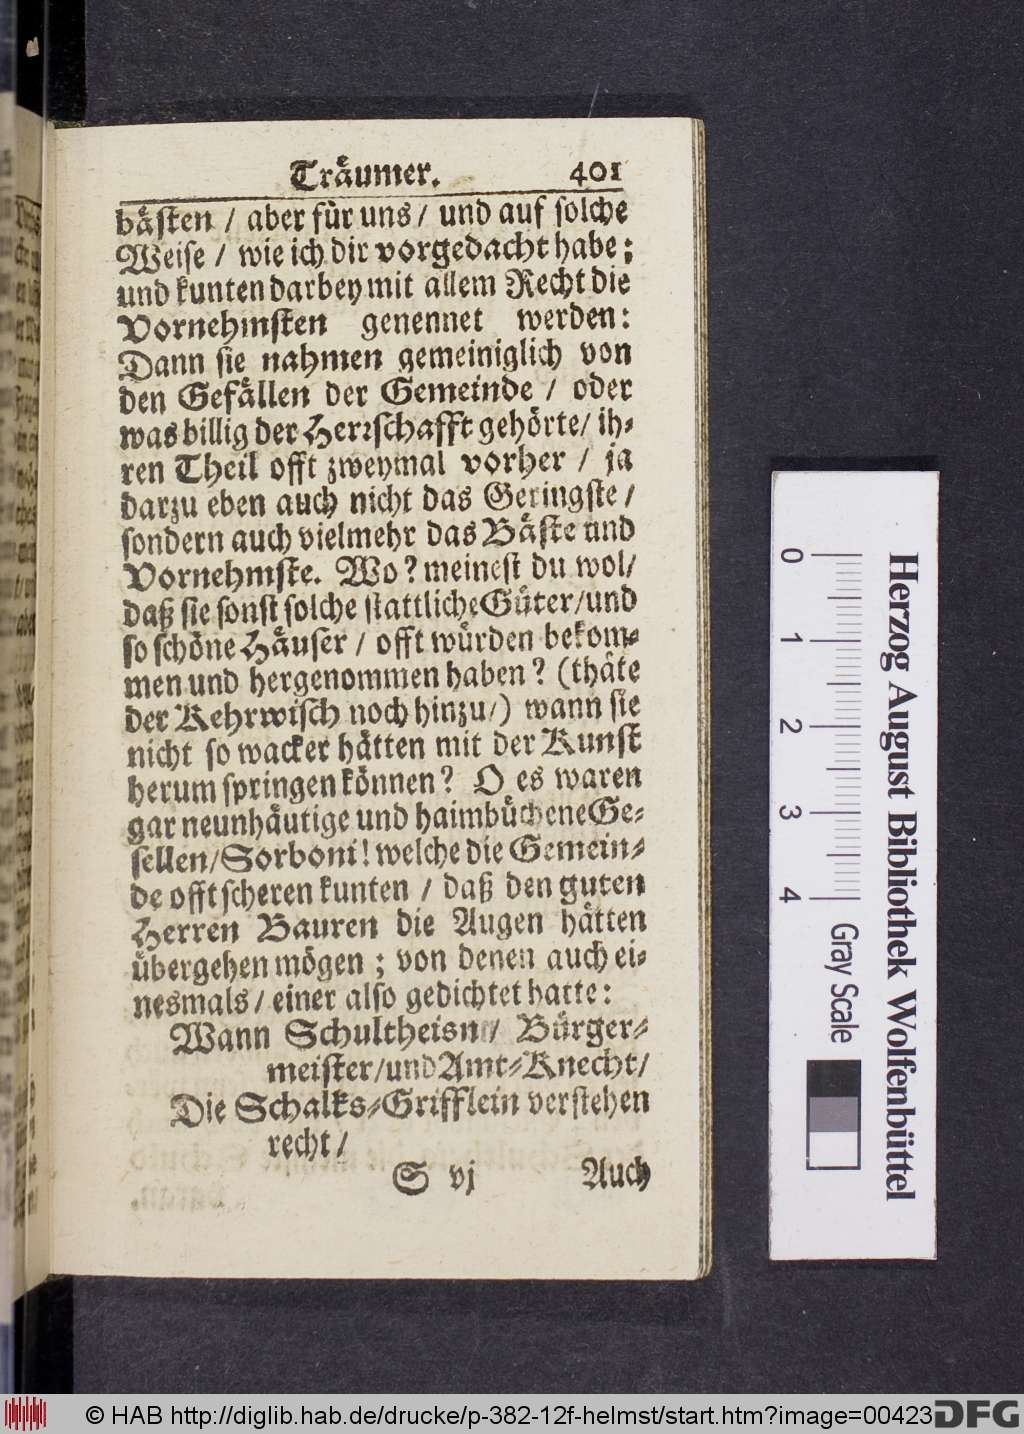 Träumer. 401
bästen / aber für uns / und auf solche
Weise / wie ich dir vorgedacht habe;
und kunten darbey mit allem Recht die
Vornehmsten genennet werden:
Dann sie nahmen gemeiniglich von
den Gefällen der Gemeinde / oder
was billig der Herrschafft gehörte / ih-
ren Theil offt zweymal vorher / ja
darzu eben auch nicht das Geringste /
sondern auch vielmehr das Bäste und
Vornehmste. Wo? meinest du wol /
daß sie sonst solche stattliche Güter / und
so schöne Häuser / offt würden bekom-
men und hergenommen haben? (thäte
der Kehrwisch noch hinzu /) wann sie
nicht so wacker hätten mit der Kunst
herum springen können? O es waren
gar neunhäutige und haimbüchene Ge-
sellen / Sorboni! welche die Gemein-
de offt scheren kunten / daß den guten
Herren Bauren die Augen hätten
übergehen mögen; von denen auch ei-
nesmals / einer also gedichtet hatte:
Wann Schultheisn / Bürger-
meister / und Amt-Knecht /
Die Schalks-Grifflein verstehen
recht /
S vj Auch
0 1 2 3 4
Gray Scale
Herzog August Bibliothek Wolfenbüttel
© HAB http://diglib.hab.de/drucke/p-382-12f-helmst/start.htm?image=00423
DFG